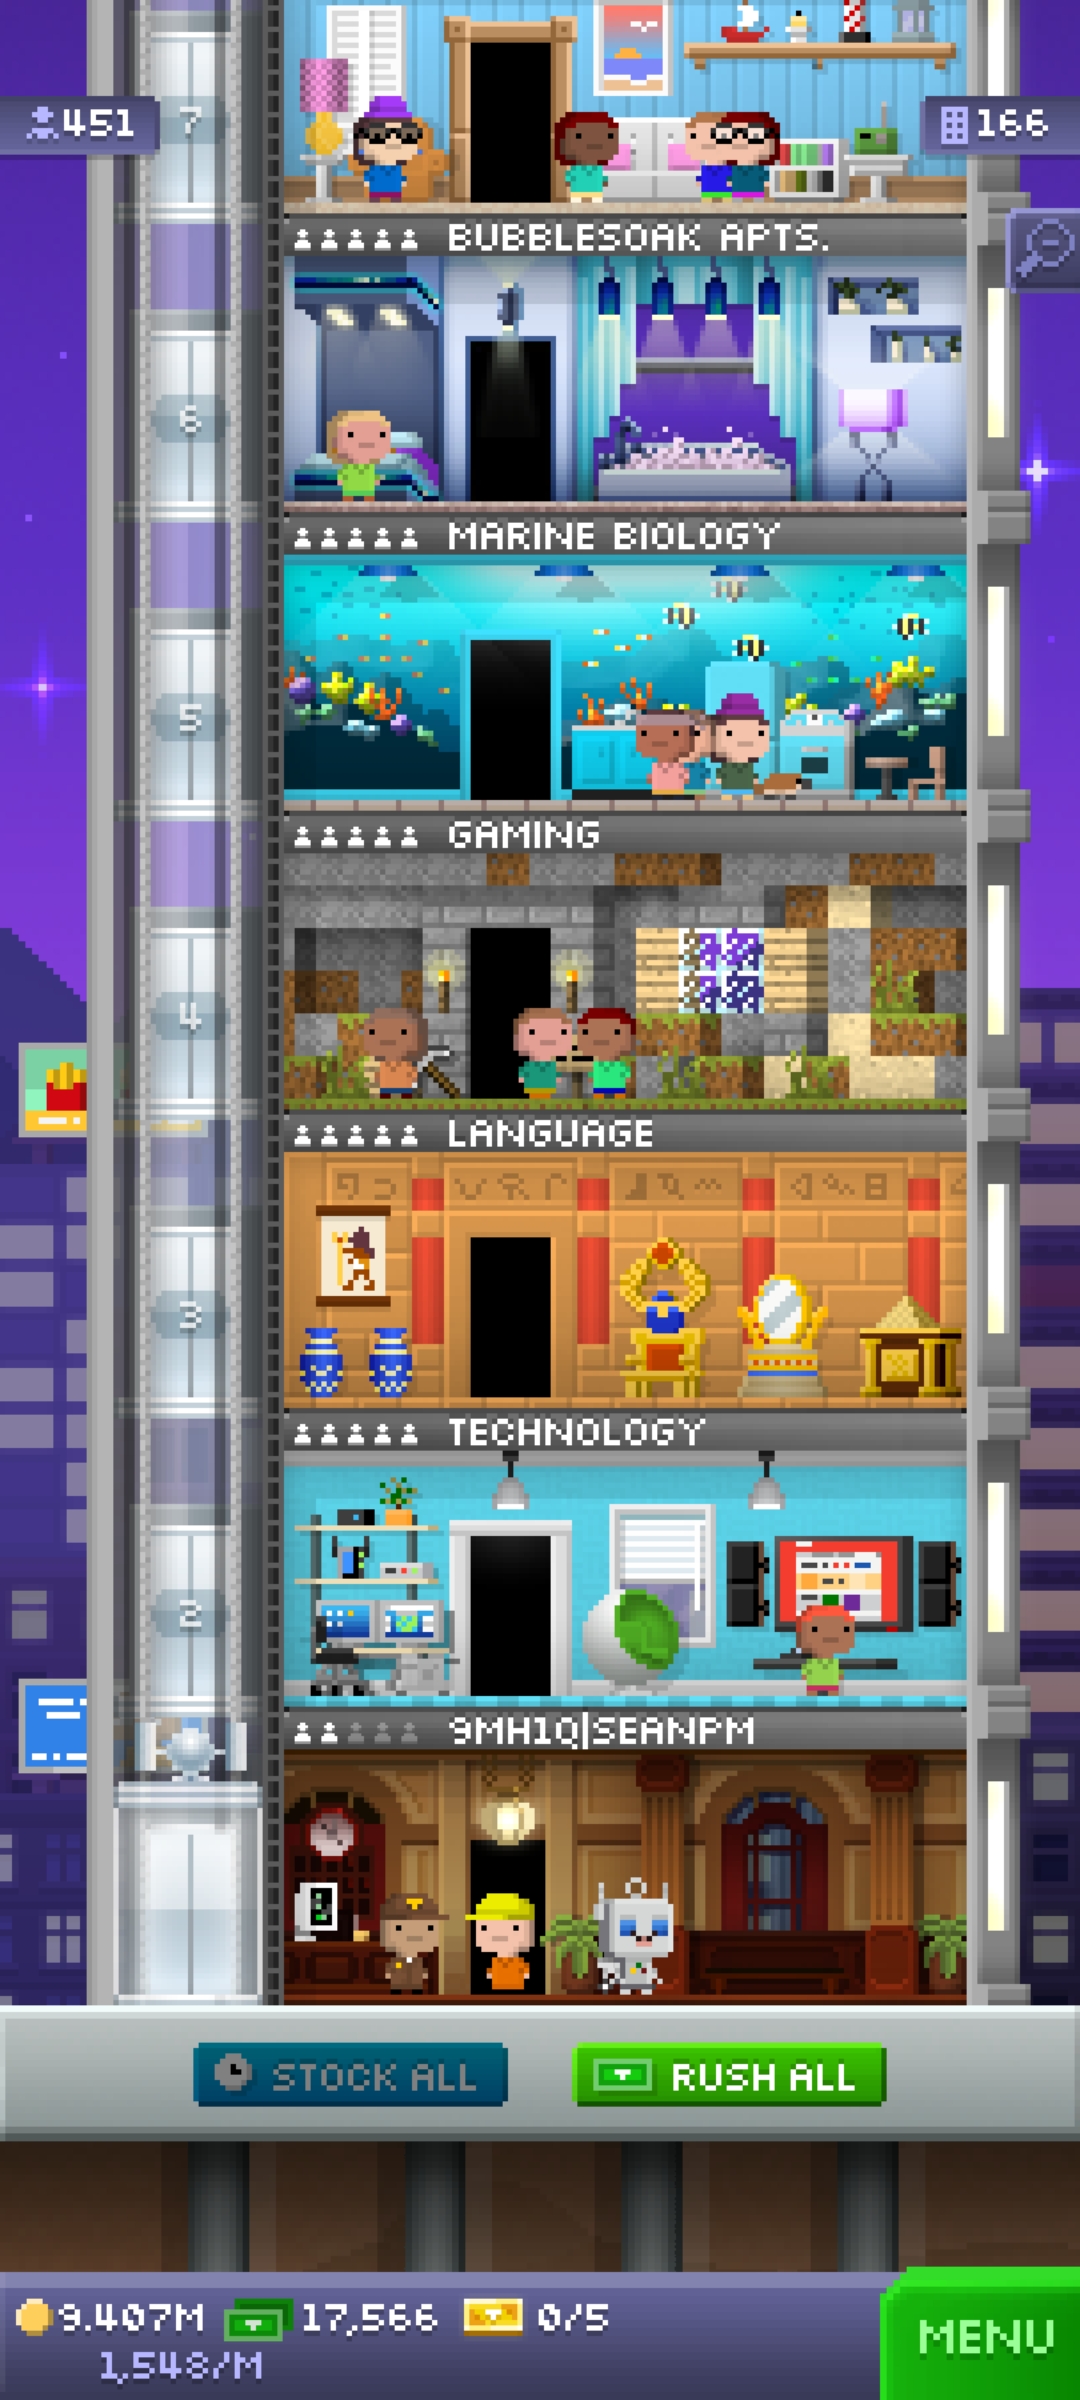 451
7
166
BUBBLESOAK APTS.
6
MARINE BIOLOGY
5
GAMING
4
LANGUAGE
3
TECHNOLOGY
2
9MH1Q|SEANPM
STOCK ALL
RUSH ALL
9.407M 17,566 0/5
1,548/M
MENU